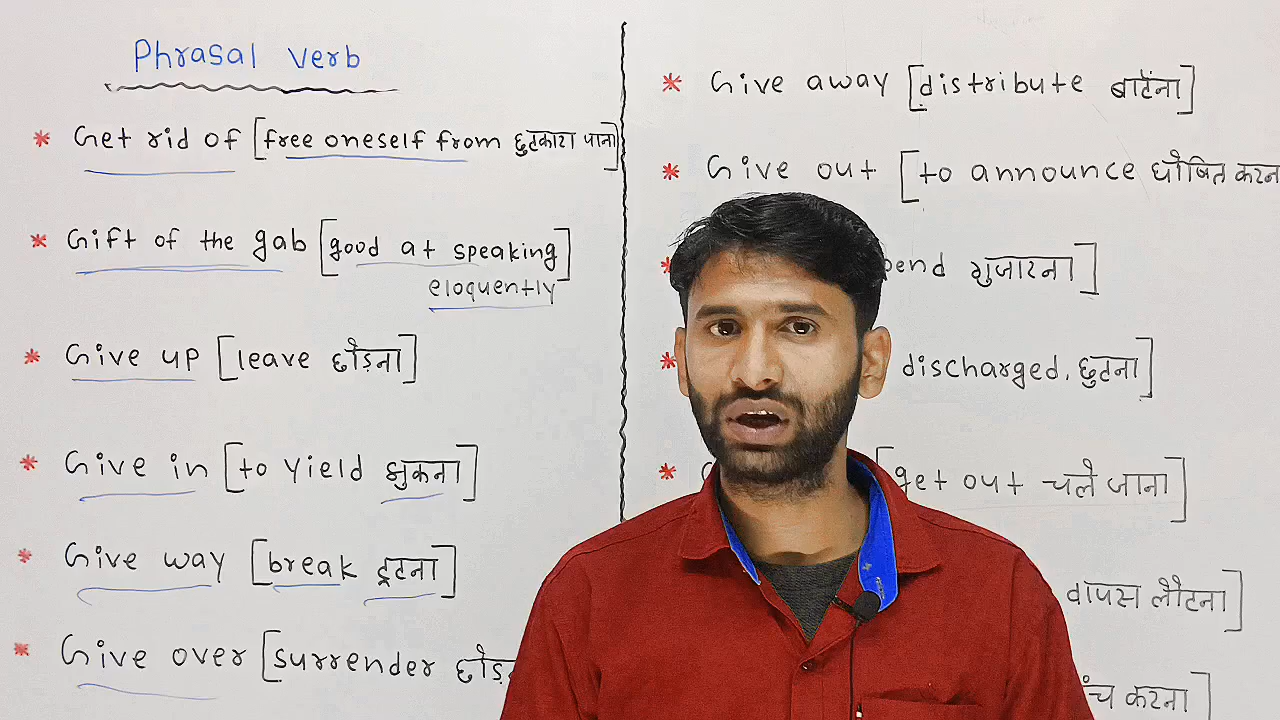 Phrasal verb
* Get rid of [free oneself from छुटकारा पाना]
* Gift of the gab [good at speaking
eloquently]
* Give up [leave छोड़ना]
* Give in [to yield झुकना]
* Give way [break टूटना]
* Give over [surrender
* Give away [distribute बाटॅना]
* Give out [to announce घोषित
* गुजारना]
* discharged, छुटना]
* [get out चले जाना]
वापस लौटना]
करना]